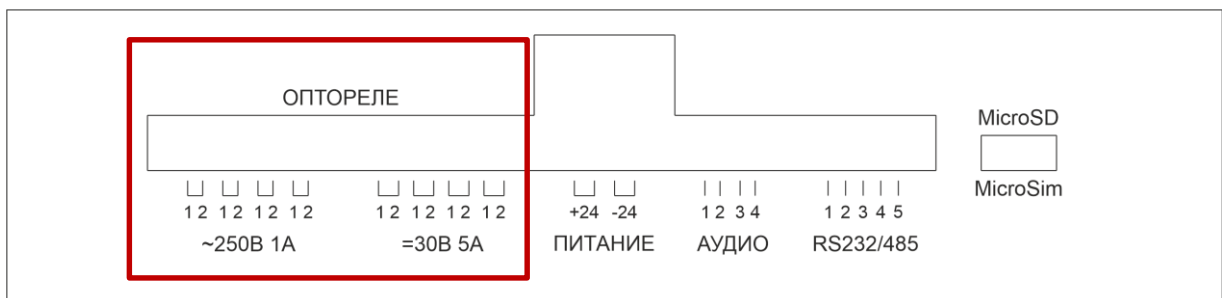 ОПТОРЕЛЕ
MicroSD
MicroSim
1 2 1 2 1 2 1 2
1 2 1 2 1 2 1 2
+24 -24
1 2 3 4
1 2 3 4 5
~250В 1А
=30В 5А
ПИТАНИЕ
АУДИО
RS232/485